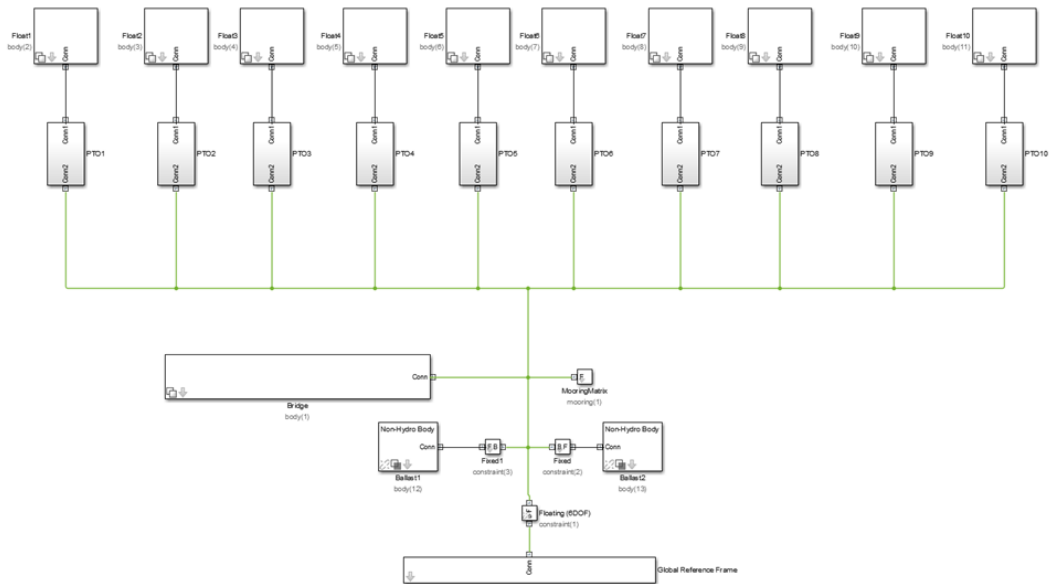 Float1
body(2)
Conn
Float2
body(3)
Conn
Float3
body(4)
Conn
Float4
body(5)
Conn
Float5
body(6)
Conn
Float6
body(7)
Conn
Float7
body(8)
Conn
Float8
body(9)
Conn
Float9
body(10)
Conn
Float10
body(11)
Conn
Conn1
Conn2
PTO1
Conn1
Conn2
PTO2
Conn1
Conn2
PTO3
Conn1
Conn2
PTO4
Conn1
Conn2
PTO5
Conn1
Conn2
PTO6
Conn1
Conn2
PTO7
Conn1
Conn2
PTO8
Conn1
Conn2
PTO9
Conn1
Conn2
PTO10
Conn
Bridge
body(1)
F
MooringMatrix
mooring(1)
Non-Hydro Body
Conn
Ballast1
body(12)
F B
Fixed1
constraint(3)
B F
Fixed
constraint(2)
Non-Hydro Body
Conn
Ballast2
body(13)
Floating (6DOF)
constraint(1)
Conn
Global Reference Frame